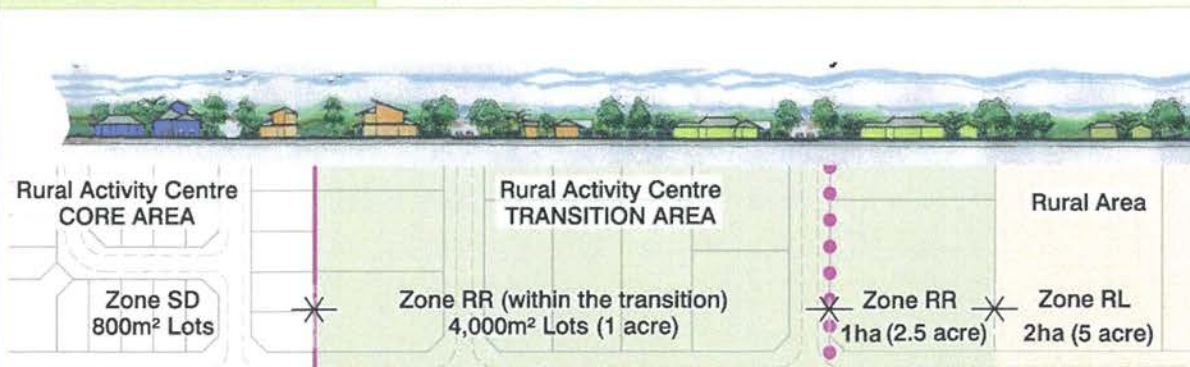 Rural Activity Centre
CORE AREA
Rural Activity Centre
TRANSITION AREA
Rural Area
Zone SD
800m² Lots
Zone RR (within the transition)
4,000m² Lots (1 acre)
Zone RR
1ha (2.5 acre)
Zone RL
2ha (5 acre)